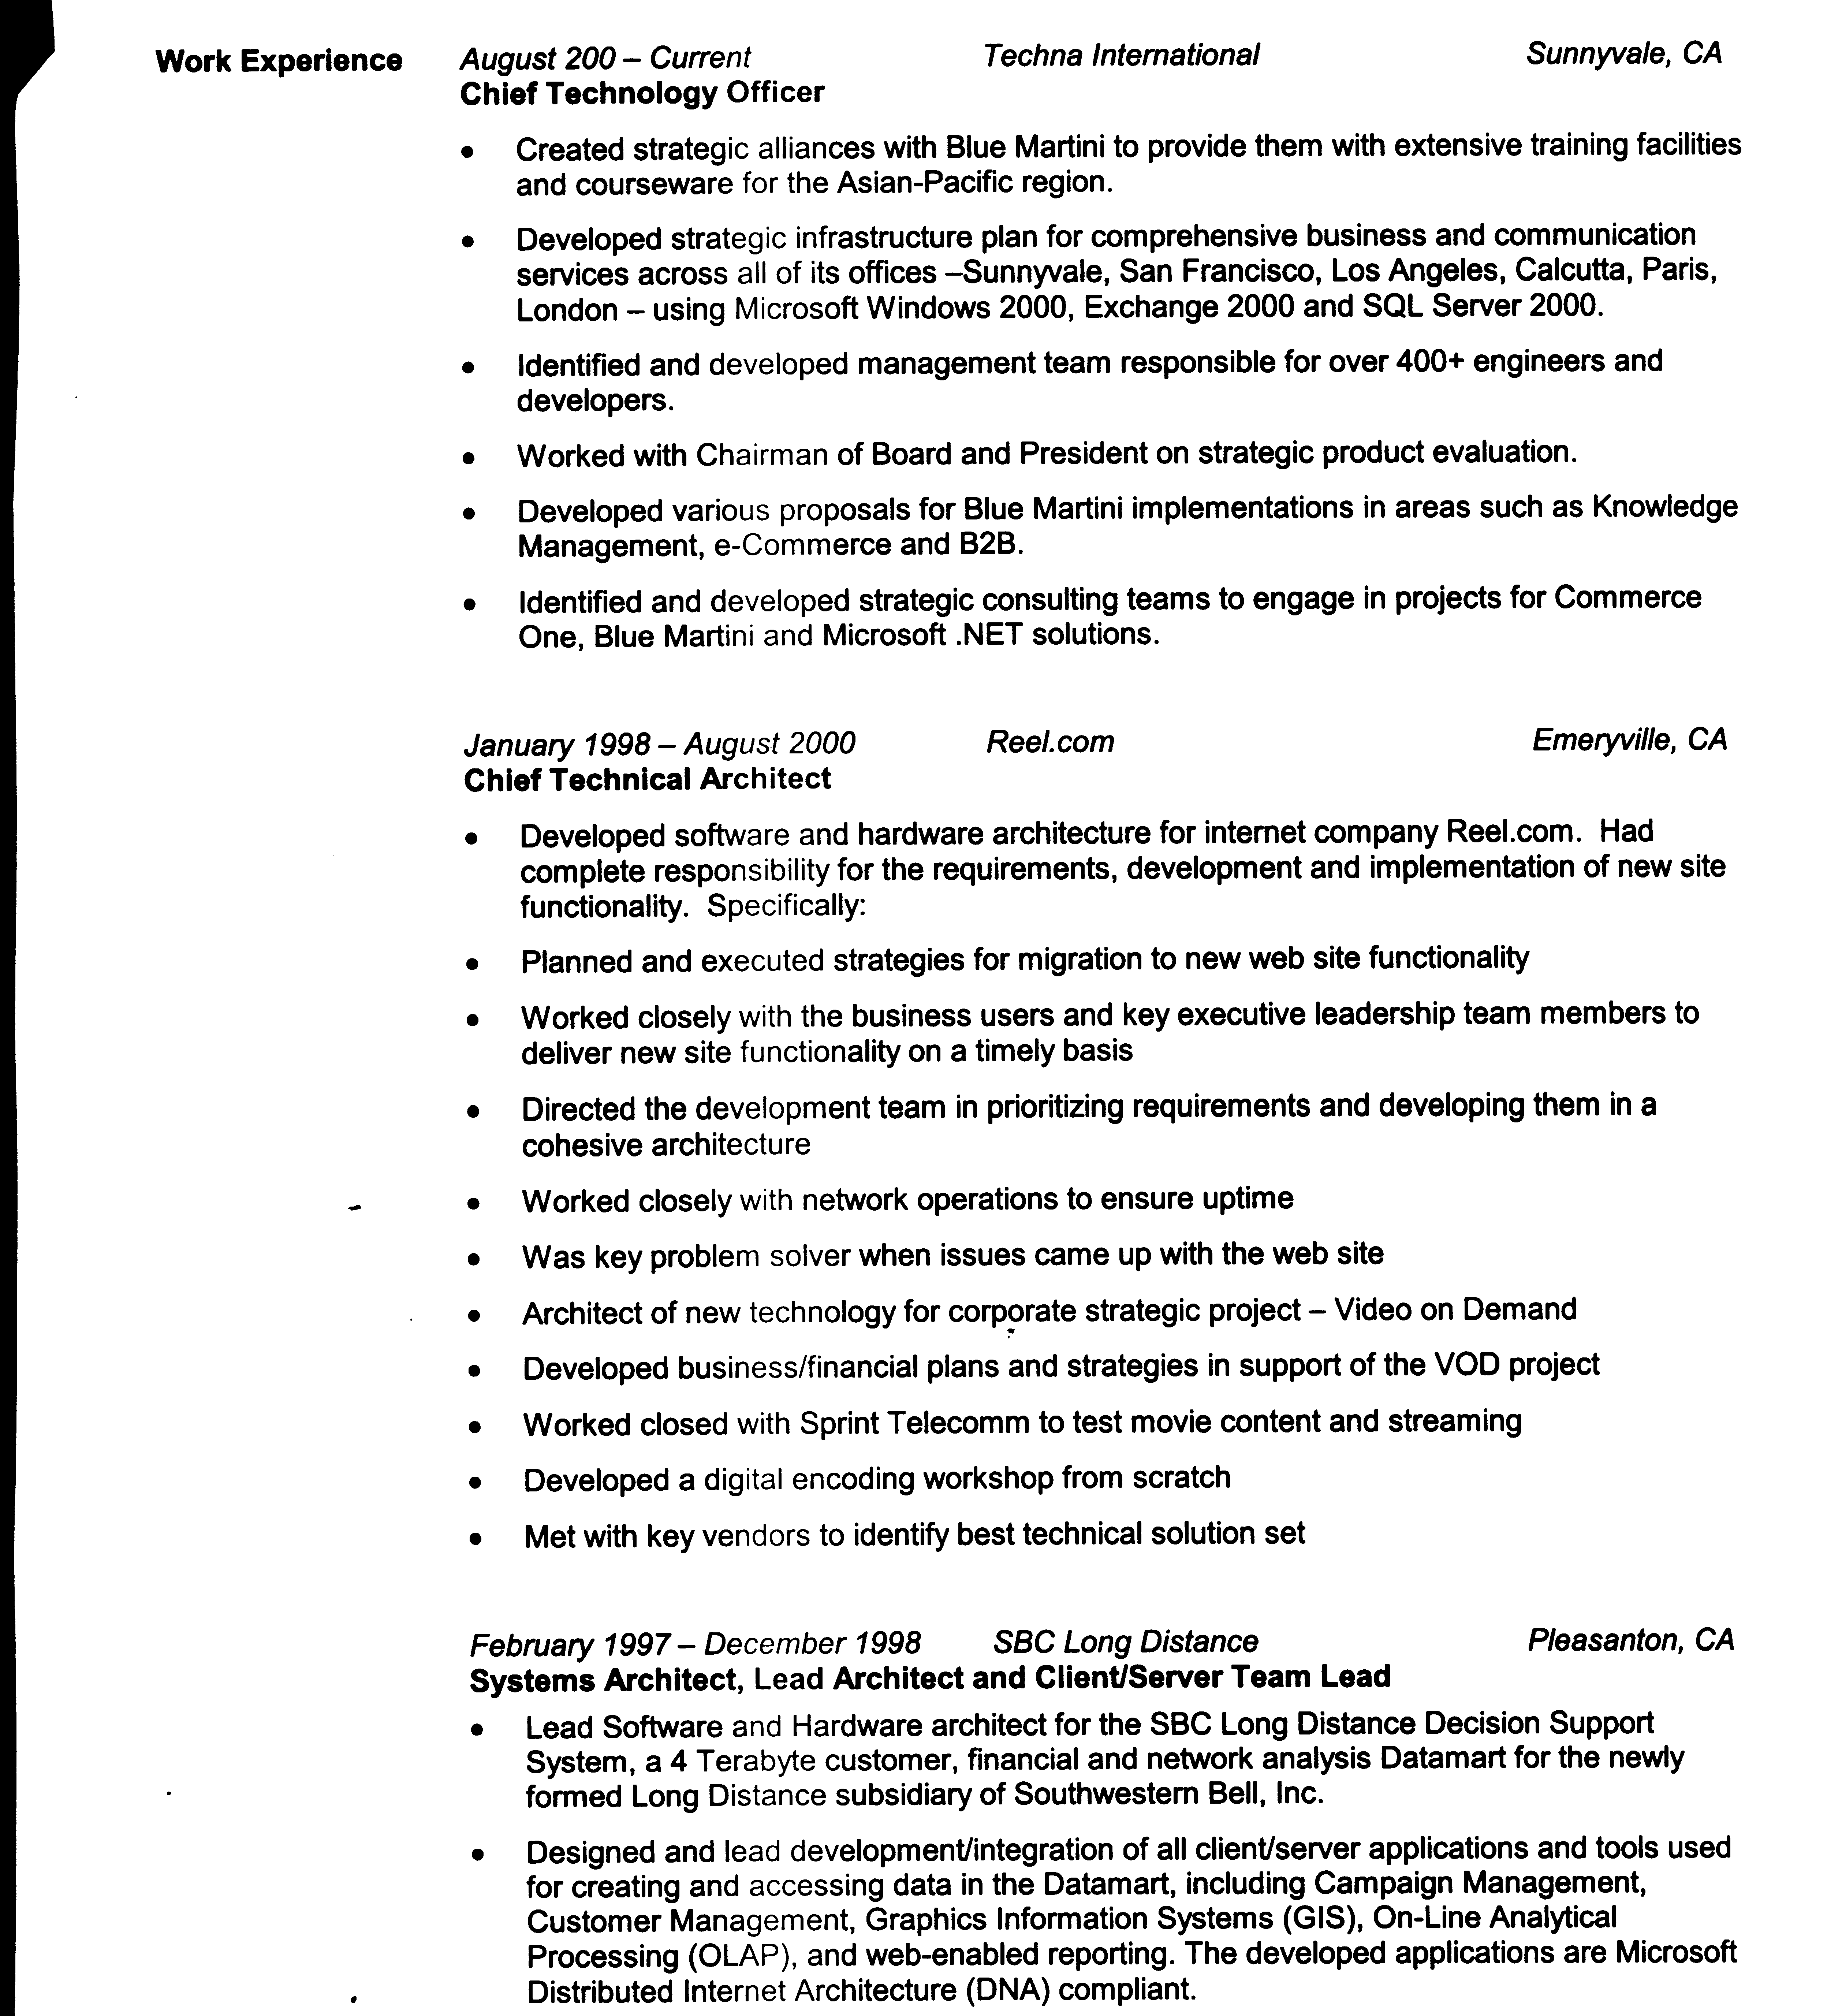 Work Experience August 200 – Current Techna International Sunnyvale, CA
Chief Technology Officer
• Created strategic alliances with Blue Martini to provide them with extensive training facilities
and courseware for the Asian-Pacific region.
• Developed strategic infrastructure plan for comprehensive business and communication
services across all of its offices –Sunnyvale, San Francisco, Los Angeles, Calcutta, Paris,
London – using Microsoft Windows 2000, Exchange 2000 and SQL Server 2000.
• Identified and developed management team responsible for over 400+ engineers and
developers.
• Worked with Chairman of Board and President on strategic product evaluation.
• Developed various proposals for Blue Martini implementations in areas such as Knowledge
Management, e-Commerce and B2B.
• Identified and developed strategic consulting teams to engage in projects for Commerce
One, Blue Martini and Microsoft .NET solutions.
January 1998 – August 2000 Reel.com Emeryville, CA
Chief Technical Architect
• Developed software and hardware architecture for internet company Reel.com. Had
complete responsibility for the requirements, development and implementation of new site
functionality. Specifically:
• Planned and executed strategies for migration to new web site functionality
• Worked closely with the business users and key executive leadership team members to
deliver new site functionality on a timely basis
• Directed the development team in prioritizing requirements and developing them in a
cohesive architecture
• Worked closely with network operations to ensure uptime
• Was key problem solver when issues came up with the web site
• Architect of new technology for corporate strategic project – Video on Demand
• Developed business/financial plans and strategies in support of the VOD project
• Worked closed with Sprint Telecomm to test movie content and streaming
• Developed a digital encoding workshop from scratch
• Met with key vendors to identify best technical solution set
February 1997 – December 1998 SBC Long Distance Pleasanton, CA
Systems Architect, Lead Architect and Client/Server Team Lead
• Lead Software and Hardware architect for the SBC Long Distance Decision Support
System, a 4 Terabyte customer, financial and network analysis Datamart for the newly
formed Long Distance subsidiary of Southwestern Bell, Inc.
• Designed and lead development/integration of all client/server applications and tools used
for creating and accessing data in the Datamart, including Campaign Management,
Customer Management, Graphics Information Systems (GIS), On-Line Analytical
Processing (OLAP), and web-enabled reporting. The developed applications are Microsoft
Distributed Internet Architecture (DNA) compliant.